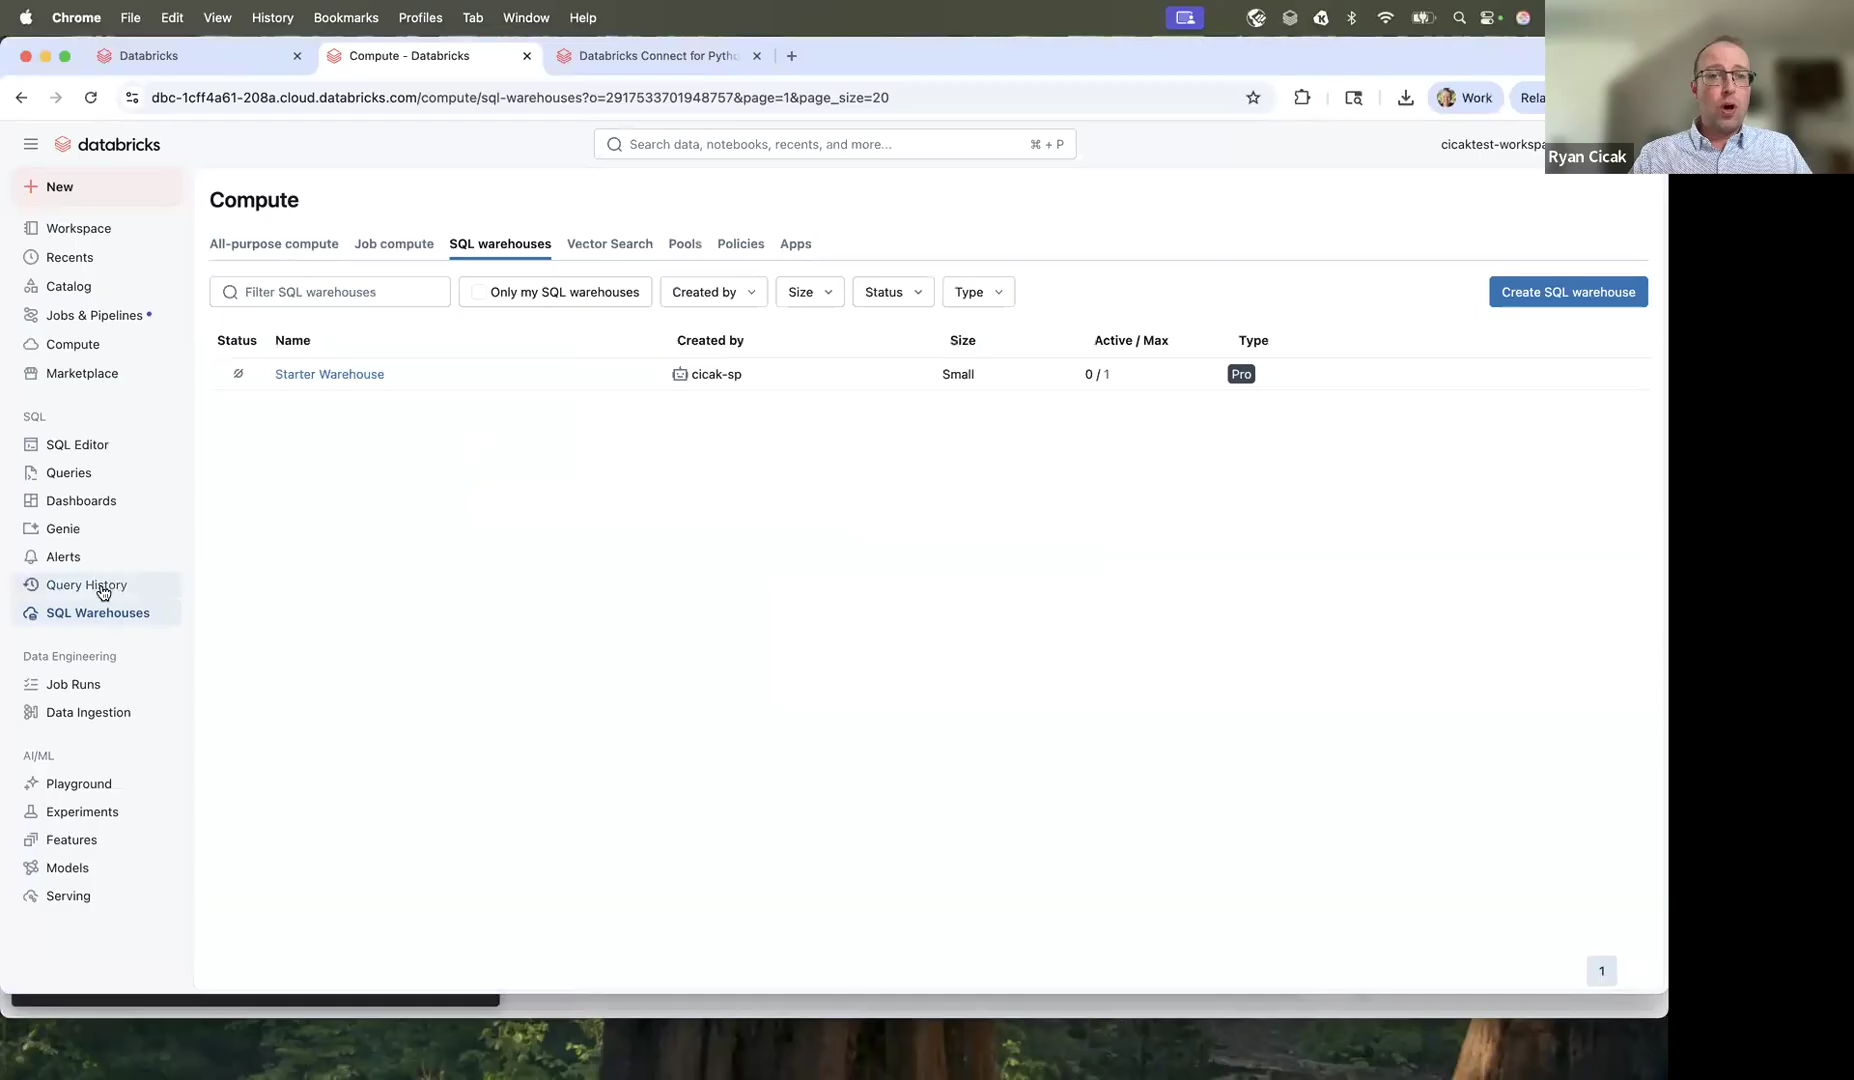 Chrome File Edit View History Bookmarks Profiles Tab Window Help
Databricks
Compute - Databricks
Databricks Connect for Pytho
dbc-1cff4a61-208a.cloud.databricks.com/compute/sql-warehouses?o=2917533701948757&page=1&page_size=20
Work
Rela
databricks
Search data, notebooks, recents, and more...
⌘ + P
cicaktest-workspa
Ryan Cicak
New
Workspace
Recents
Catalog
Jobs & Pipelines
Compute
Marketplace
SQL
SQL Editor
Queries
Dashboards
Genie
Alerts
Query History
SQL Warehouses
Data Engineering
Job Runs
Data Ingestion
AI/ML
Playground
Experiments
Features
Models
Serving
Compute
All-purpose compute Job compute SQL warehouses Vector Search Pools Policies Apps
Filter SQL warehouses Only my SQL warehouses Created by Size Status Type Create SQL warehouse
Status Name Created by Size Active / Max Type
Starter Warehouse cicak-sp Small 0 / 1 Pro
1